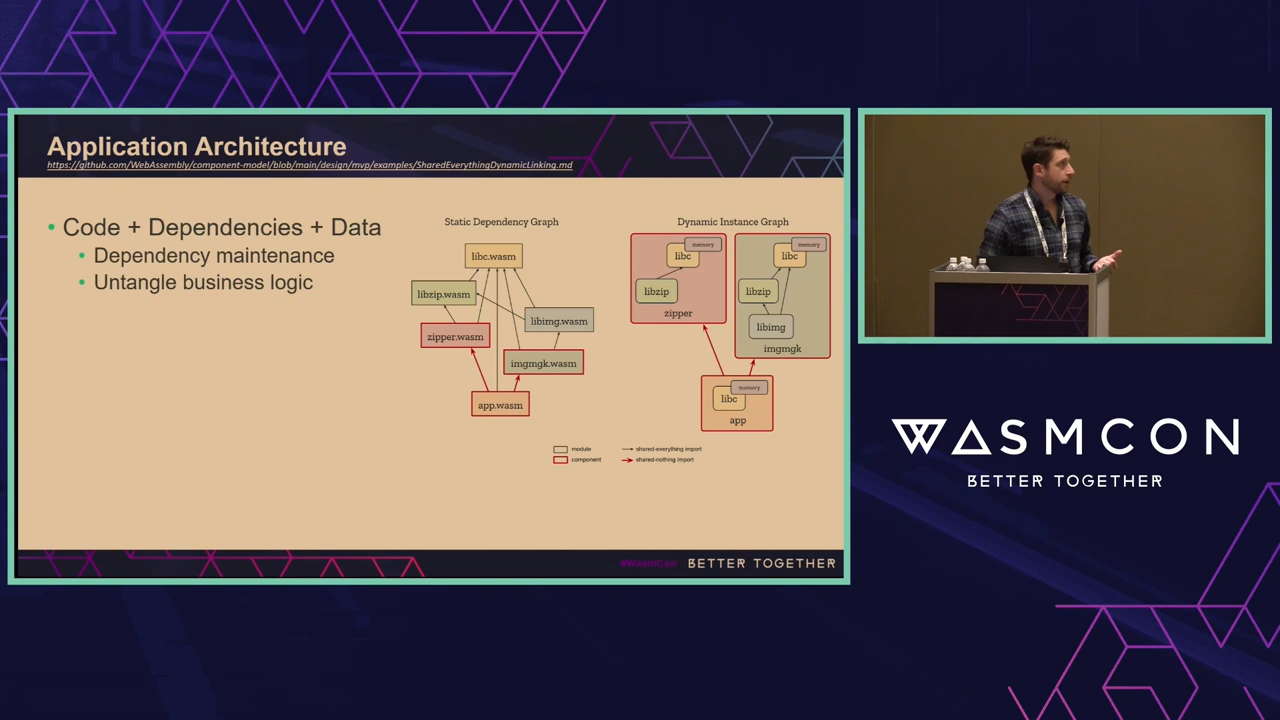 Application Architecture
https://github.com/WebAssembly/component-model/blob/main/design/mvp/examples/SharedEverythingDynamicLinking.md
• Code + Dependencies + Data
• Dependency maintenance
• Untangle business logic
Static Dependency Graph
libc.wasm
libzip.wasm
libimg.wasm
zipper.wasm
imgmgk.wasm
app.wasm
Dynamic Instance Graph
memory
libc
libzip
zipper
memory
libc
libzip
libimg
imgmgk
memory
libc
app
module
shared-everything import
component
shared-nothing import
#WasmCon BETTER TOGETHER
WASMCON
BETTER TOGETHER